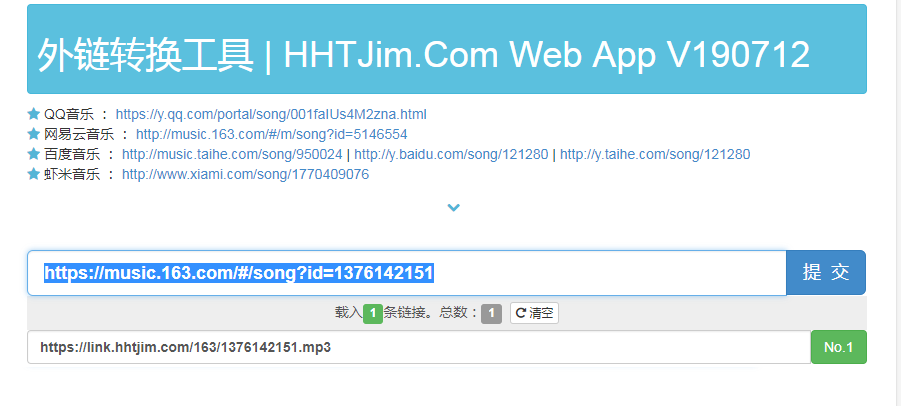 外链转换工具 | HHTJim.Com Web App V190712
QQ音乐 ： https://y.qq.com/portal/song/001faIUs4M2zna.html
网易云音乐 ： http://music.163.com/#/m/song?id=5146554
百度音乐 ： http://music.taihe.com/song/950024 | http://y.baidu.com/song/121280 | http://y.taihe.com/song/121280
虾米音乐 ： http://www.xiami.com/song/1770409076
https://music.163.com/#/song?id=1376142151 提 交
载入1条链接。总数：1 清空
https://link.hhtjim.com/163/1376142151.mp3 No.1